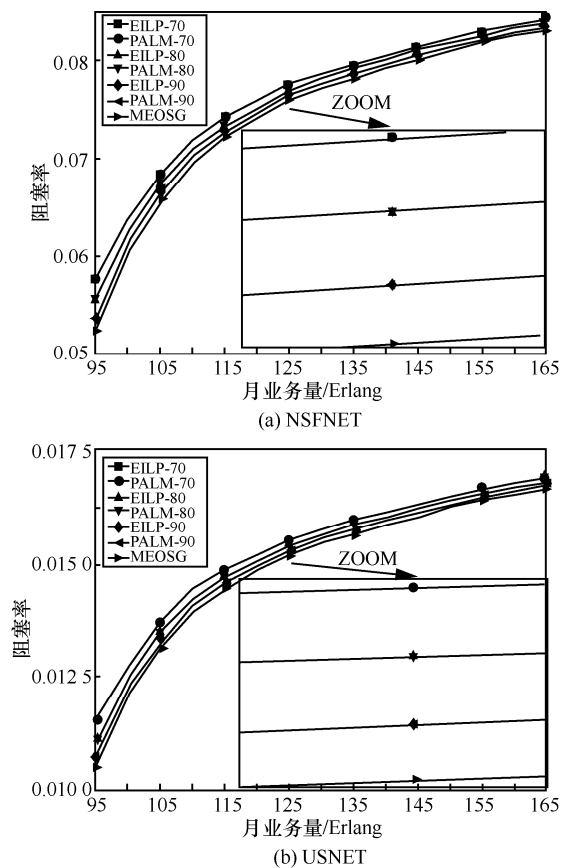 0.08
0.07
0.06
0.05
阻塞率
EILP-70
PALM-70
EILP-80
PALM-80
EILP-90
PALM-90
MEOSG
ZOOM
95 105 115 125 135 145 155 165
月业务量/Erlang
(a) NSFNET
0.017 5
0.015 0
0.012 5
0.010 0
阻塞率
EILP-70
PALM-70
EILP-80
PALM-80
EILP-90
PALM-90
MEOSG
ZOOM
95 105 115 125 135 145 155 165
月业务量/Erlang
(b) USNET